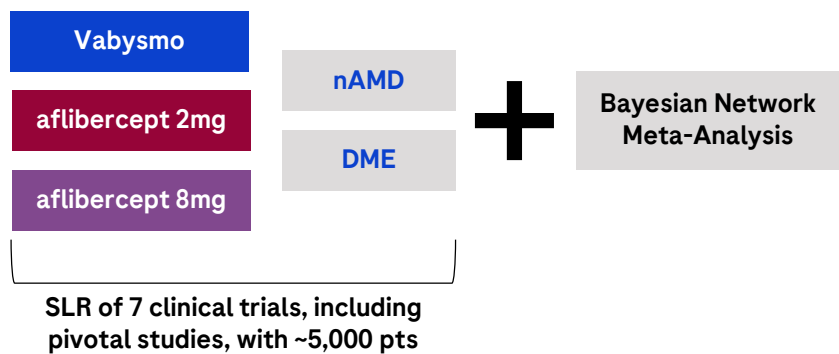 Vabysmo
aflibercept 2mg
aflibercept 8mg
nAMD
DME
Bayesian Network
Meta-Analysis
SLR of 7 clinical trials, including
pivotal studies, with ~5,000 pts